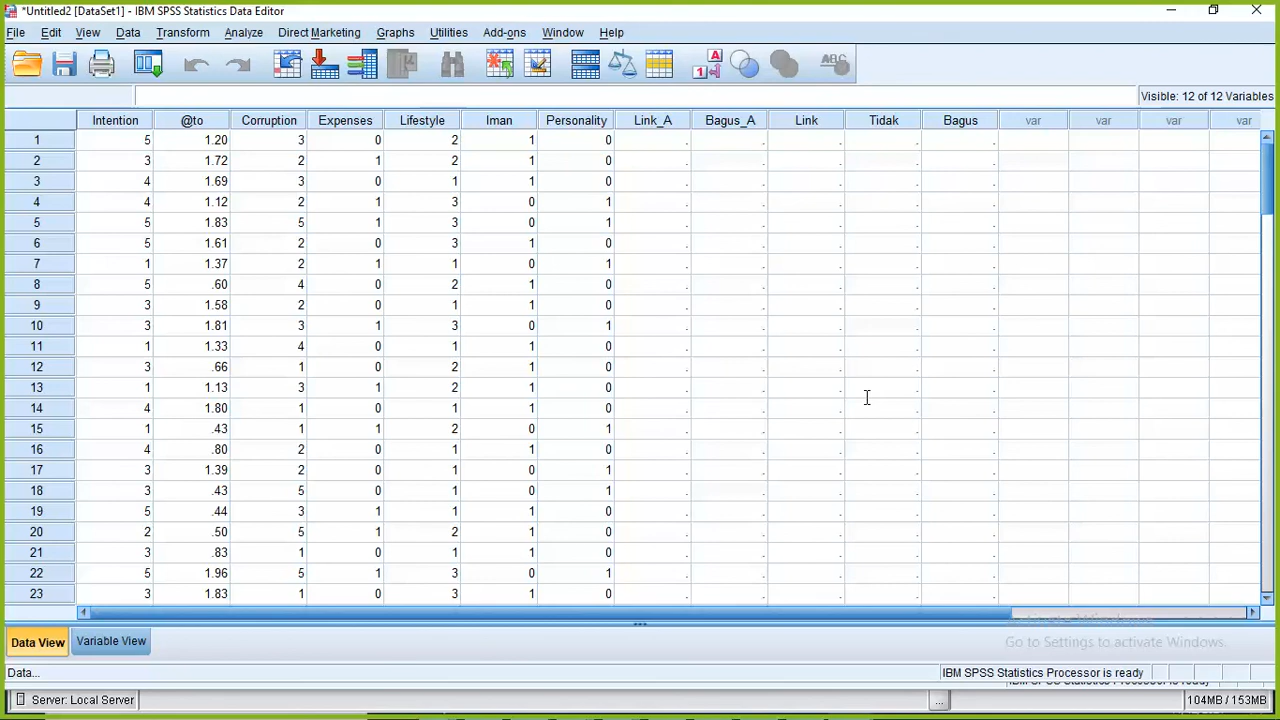 *Untitled2 [DataSet1] - IBM SPSS Statistics Data Editor
File Edit View Data Transform Analyze Direct Marketing Graphs Utilities Add-ons Window Help
Visible: 12 of 12 Variables
Intention @to Corruption Expenses Lifestyle Iman Personality Link_A Bagus_A Link Tidak Bagus var var var var
1 5 1.20 3 0 2 1 0 . . . . .
2 3 1.72 2 1 2 1 0 . . . . .
3 4 1.69 3 0 1 1 0 . . . . .
4 4 1.12 2 1 3 0 1 . . . . .
5 5 1.83 5 1 3 0 1 . . . . .
6 5 1.61 2 0 3 1 0 . . . . .
7 1 1.37 2 1 1 0 1 . . . . .
8 5 .60 4 0 2 1 0 . . . . .
9 3 1.58 2 0 1 1 0 . . . . .
10 3 1.81 3 1 3 0 1 . . . . .
11 1 1.33 4 0 1 1 0 . . . . .
12 3 .66 1 0 2 1 0 . . . . .
13 1 1.13 3 1 2 1 0 . . . . .
14 4 1.80 1 0 1 1 0 . . . . .
15 1 .43 1 1 2 0 1 . . . . .
16 4 .80 2 0 1 1 0 . . . . .
17 3 1.39 2 0 1 0 1 . . . . .
18 3 .43 5 0 1 0 1 . . . . .
19 5 .44 3 1 1 1 0 . . . . .
20 2 .50 5 1 2 1 0 . . . . .
21 3 .83 1 0 1 1 0 . . . . .
22 5 1.96 5 1 3 0 1 . . . . .
23 3 1.83 1 0 3 1 0 . . . . .
Data View Variable View
Go to Settings to activate Windows.
Data... IBM SPSS Statistics Processor is ready
Server: Local Server ... 104MB / 153MB